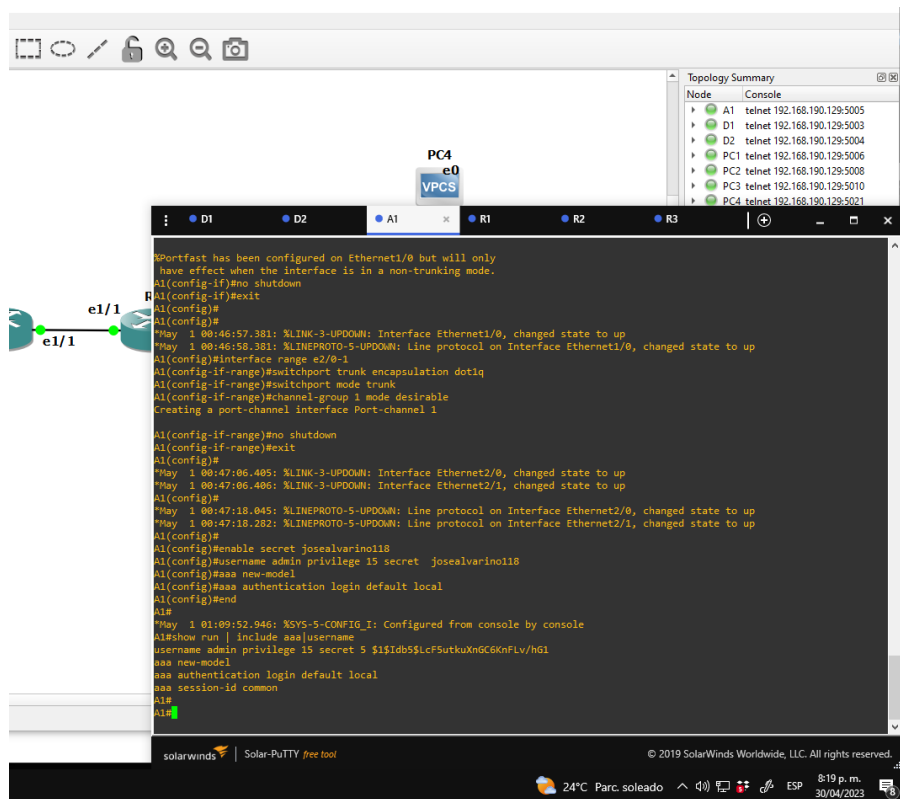 Topology Summary
Node Console
A1 telnet 192.168.190.129:5005
D1 telnet 192.168.190.129:5003
D2 telnet 192.168.190.129:5004
PC1 telnet 192.168.190.129:5006
PC2 telnet 192.168.190.129:5008
PC3 telnet 192.168.190.129:5010
PC4 telnet 192.168.190.129:5021
PC4
e0
VPCS
R
e1/1
e1/1
D1 D2 A1 × R1 R2 R3
%Portfast has been configured on Ethernet1/0 but will only
have effect when the interface is in a non-trunking mode.
A1(config-if)#no shutdown
A1(config-if)#exit
A1(config)#
A1(config)#
*May 1 00:46:57.381: %LINK-3-UPDOWN: Interface Ethernet1/0, changed state to up
*May 1 00:46:58.381: %LINEPROTO-5-UPDOWN: Line protocol on Interface Ethernet1/0, changed state to up
A1(config)#interface range e2/0-1
A1(config-if-range)#switchport trunk encapsulation dot1q
A1(config-if-range)#switchport mode trunk
A1(config-if-range)#channel-group 1 mode desirable
Creating a port-channel interface Port-channel 1
A1(config-if-range)#no shutdown
A1(config-if-range)#exit
A1(config)#
*May 1 00:47:06.405: %LINK-3-UPDOWN: Interface Ethernet2/0, changed state to up
*May 1 00:47:06.406: %LINK-3-UPDOWN: Interface Ethernet2/1, changed state to up
A1(config)#
*May 1 00:47:18.045: %LINEPROTO-5-UPDOWN: Line protocol on Interface Ethernet2/0, changed state to up
*May 1 00:47:18.282: %LINEPROTO-5-UPDOWN: Line protocol on Interface Ethernet2/1, changed state to up
A1(config)#
A1(config)#enable secret josealvarino118
A1(config)#username admin privilege 15 secret  josealvarino118
A1(config)#aaa new-model
A1(config)#aaa authentication login default local
A1(config)#end
A1#
*May 1 01:09:52.946: %SYS-5-CONFIG_I: Configured from console by console
A1#show run | include aaa|username
username admin privilege 15 secret 5 $1$Idb5$LcF5utkuXnGC6KnFLv/hG1
aaa new-model
aaa authentication login default local
aaa session-id common
A1#
A1#
solarwinds | Solar-PuTTY free tool © 2019 SolarWinds Worldwide, LLC. All rights reserved.
24°C Parc. soleado ESP 8:19 p. m.
30/04/2023
8